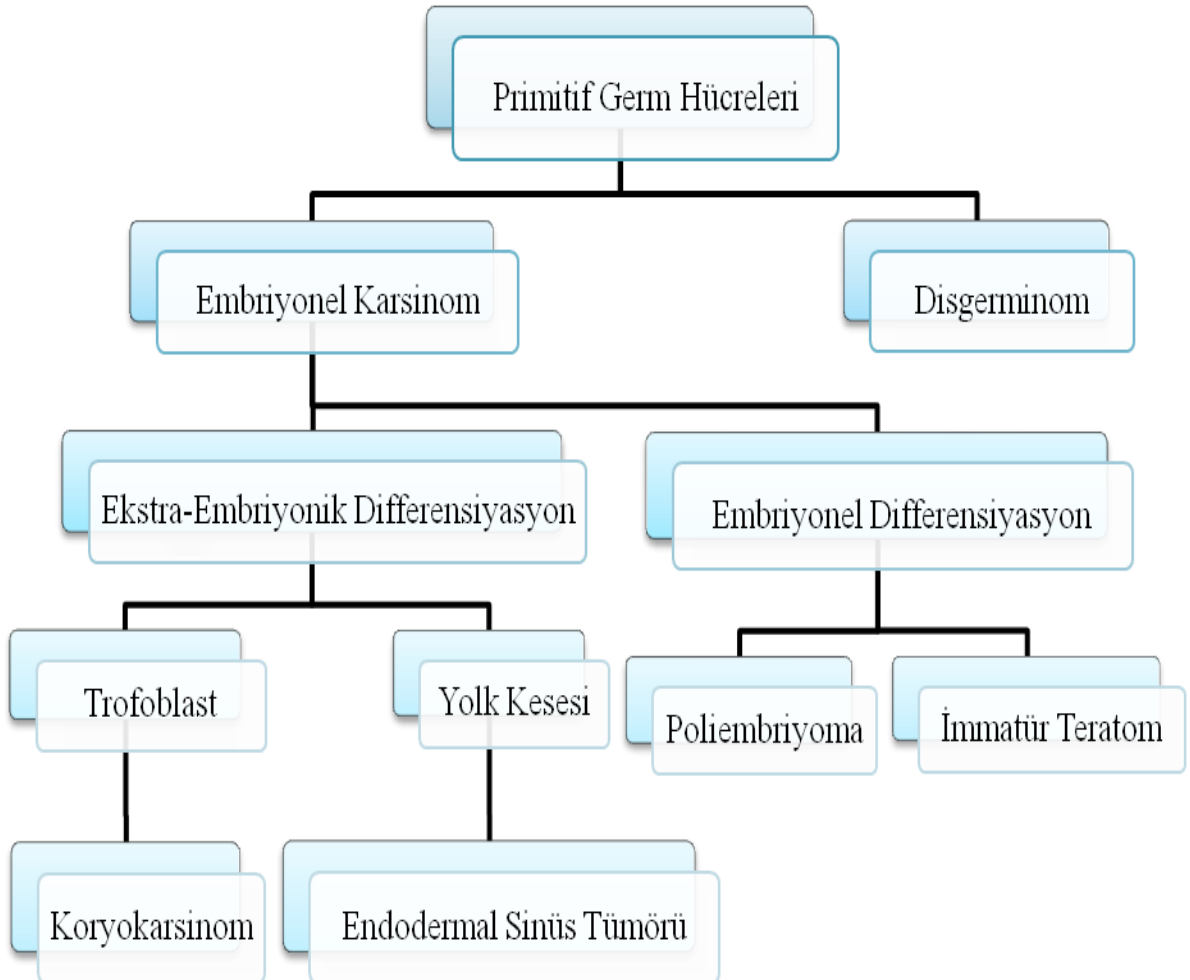 Primitif Germ Hücreleri
Embriyonel Karsinom
Disgerminom
Ekstra-Embriyonik Differensiyasyon
Embriyonel Differensiyasyon
Trofoblast
Yolk Kesesi
Poliembriyoma
İmmatür Teratom
Koryokarsinom
Endodermal Sinüs Tümörü